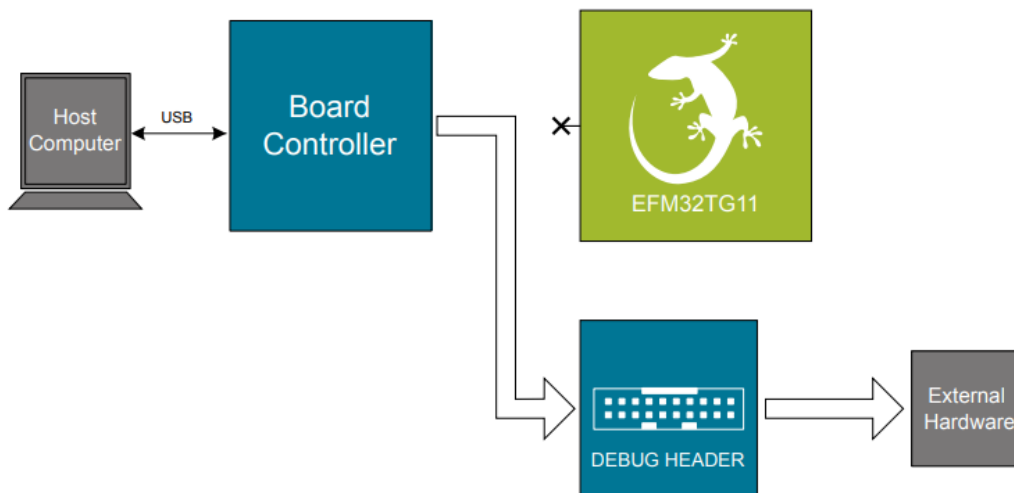 Host
Computer
USB
Board
Controller
EFM32TG11
DEBUG HEADER
External
Hardware